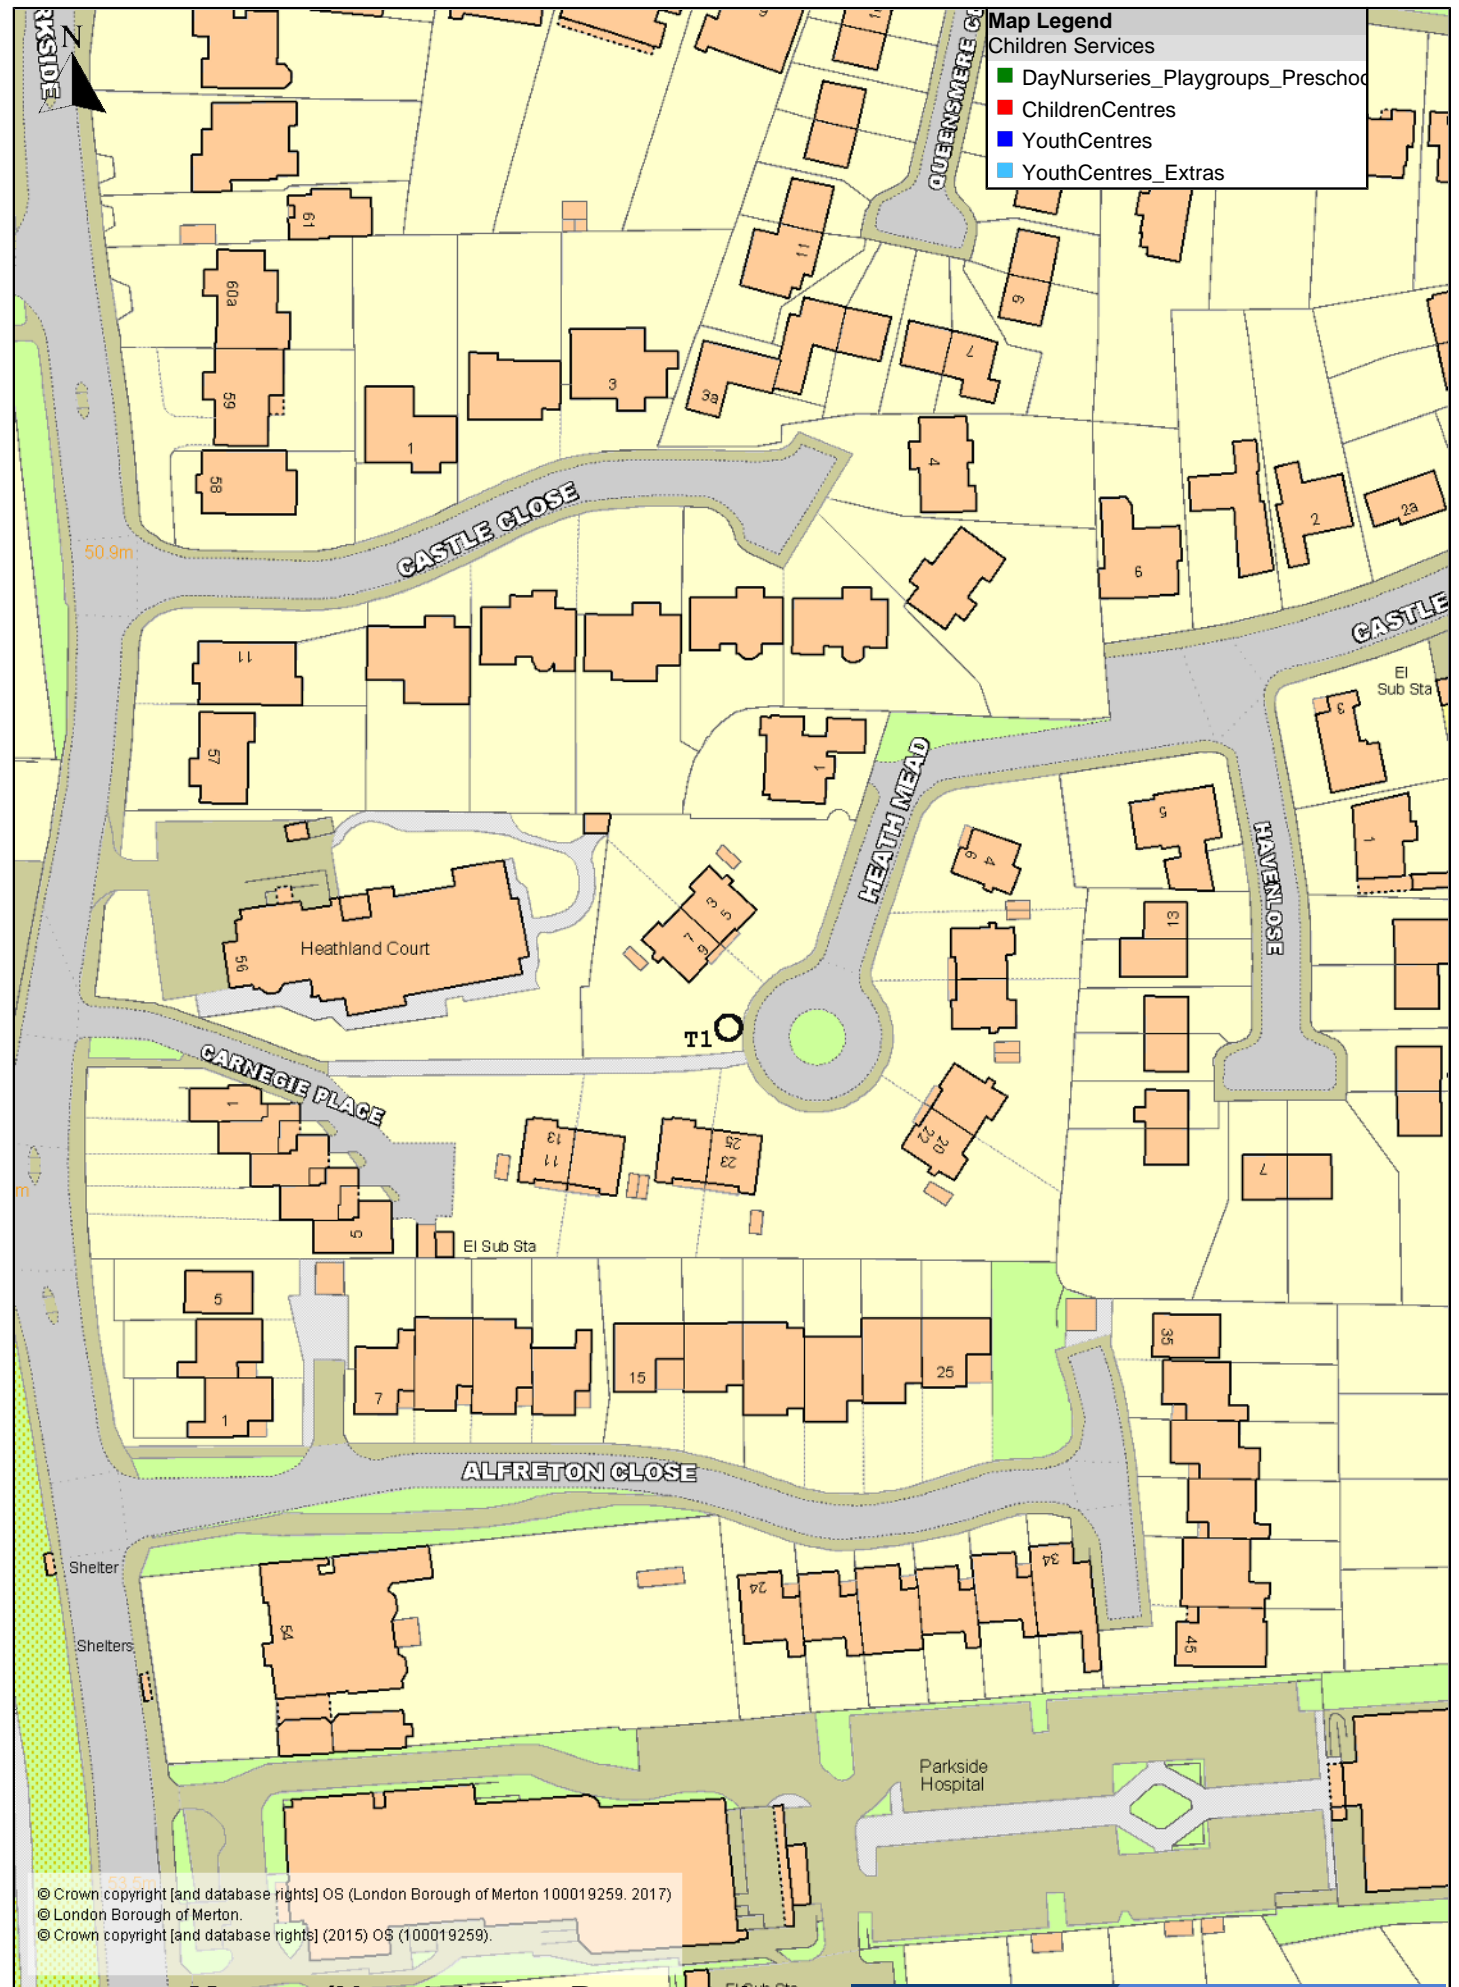 RKSIDE
N
Map Legend
Children Services
DayNurseries_Playgroups_Preschoo
ChildrenCentres
YouthCentres
YouthCentres_Extras
QUEENSMERE C
61
11
9
60a
59
58
1
3
3a
7
4
6
2
2a
50.9m
CASTLE CLOSE
CASTLE
El
Sub Sta
11
57
1
3
HEATH MEAD
5
1
HAVENLOSE
4
6
3
5
7
9
13
Heathland Court
56
T1
CARNEGIE PLACE
1
13
11
25
23
20
22
7
5
El Sub Sta
m
5
1
7
15
25
35
ALFRETON CLOSE
Shelter
24
34
54
Shelters
45
Parkside
Hospital
53.5m
© Crown copyright [and database rights] OS (London Borough of Merton 100019259. 2017)
© London Borough of Merton.
© Crown copyright [and database rights] (2015) OS (100019259).